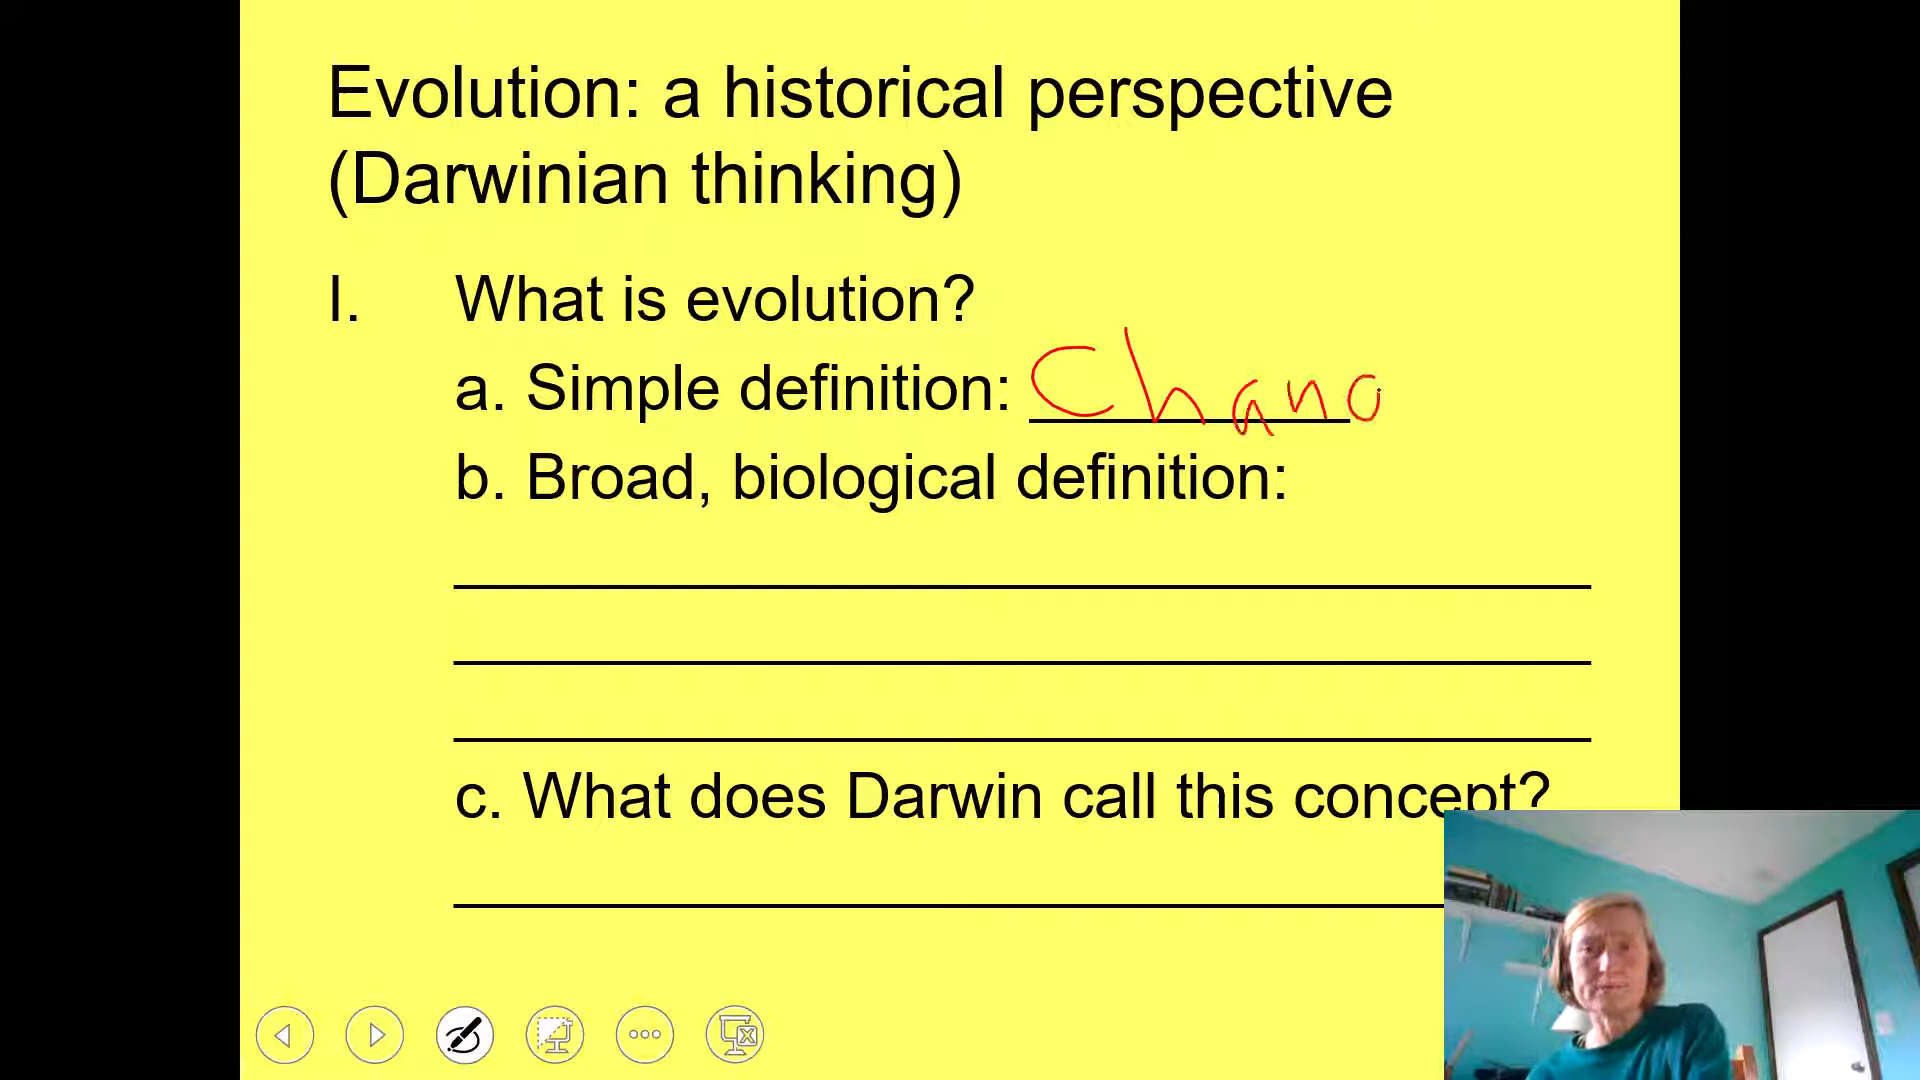 Evolution: a historical perspective
(Darwinian thinking)
I. What is evolution?
a. Simple definition: Chano
b. Broad, biological definition:
c. What does Darwin call this concept?